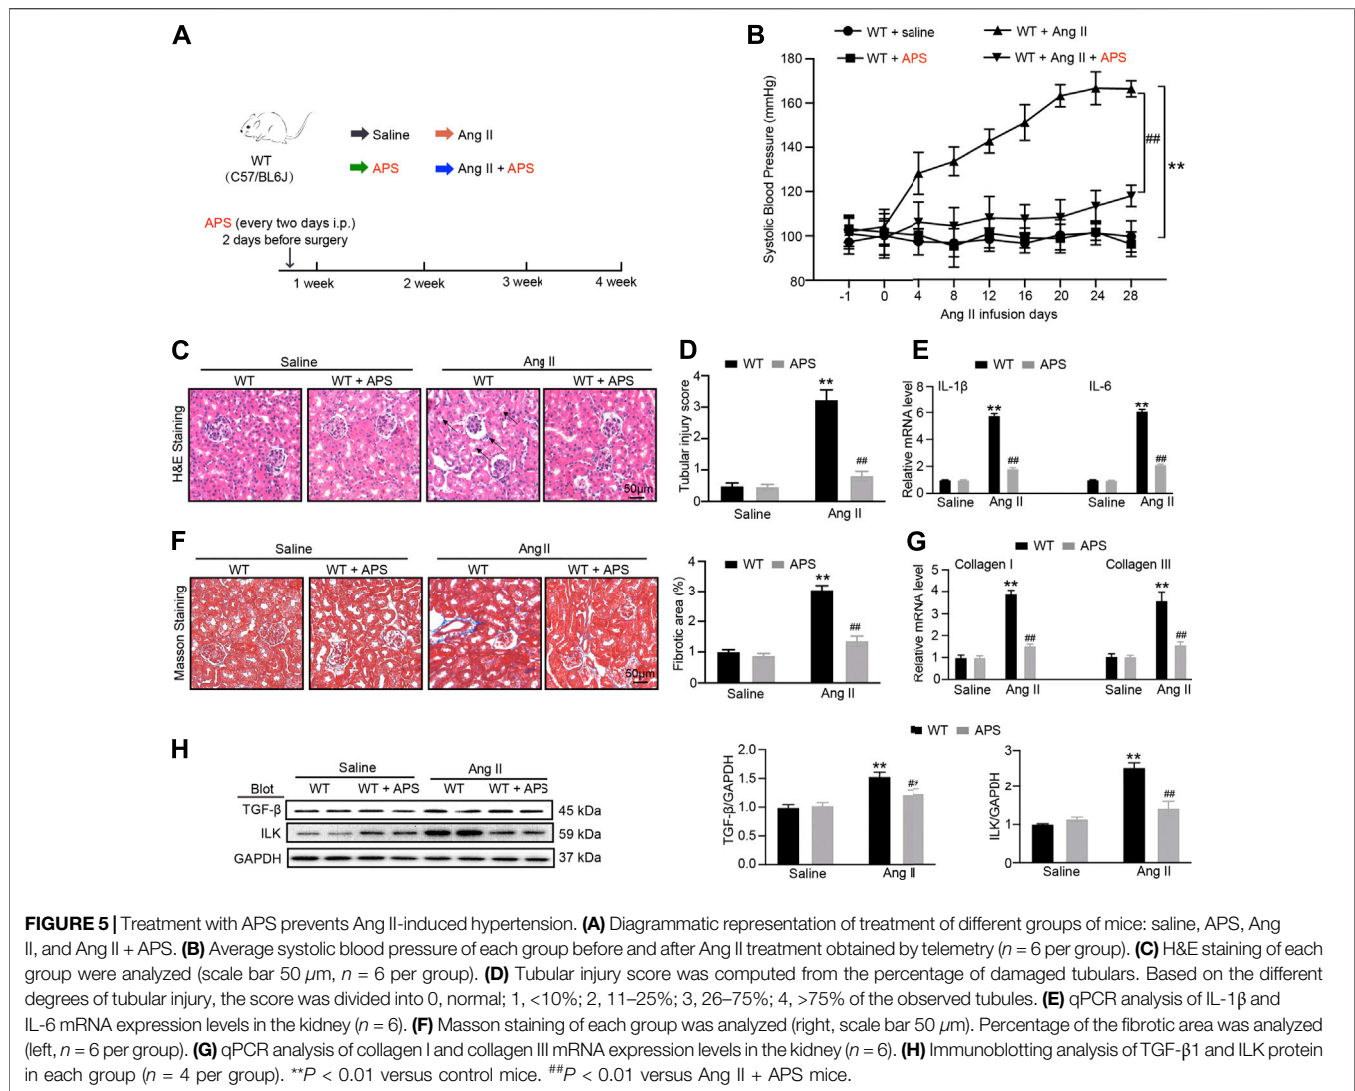 A
WT
(C57/BL6J)
Saline
Ang II
APS
Ang II + APS
APS (every two days i.p.)
2 days before surgery
1 week
2 week
3 week
4 week
B
WT + saline
WT + Ang II
WT + APS
WT + Ang II + APS
Systolic Blood Pressure (mmHg)
180
160
140
120
100
80
##
**
-1 0 4 8 12 16 20 24 28
Ang II infusion days
C
Saline
Ang II
WT
WT + APS
WT
WT + APS
H&E Staining
50µm
D
WT APS
Tubular injury score
4
3
2
1
0
**
##
Saline
Ang II
E
WT APS
IL-1β
IL-6
Relative mRNA level
8
6
4
2
0
**
##
**
##
Saline Ang II
Saline Ang II
F
Saline
Ang II
WT
WT + APS
WT
WT + APS
Masson Staining
50µm
WT APS
Fibrotic area (%)
4
3
2
1
0
**
##
Saline
Ang II
G
WT APS
Collagen I
Collagen III
Relative mRNA level
5
4
3
2
1
0
**
##
**
##
Saline Ang II
Saline Ang II
H
Saline
Ang II
Blot
WT
WT + APS
WT
WT + APS
TGF-β
45 kDa
ILK
59 kDa
GAPDH
37 kDa
WT APS
TGF-β/GAPDH
2.0
1.5
1.0
0.5
0.0
**
##
Saline
Ang II
ILK/GAPDH
3
2
1
0
**
##
Saline
Ang II
FIGURE 5 | Treatment with APS prevents Ang II-induced hypertension. (A) Diagrammatic representation of treatment of different groups of mice: saline, APS, Ang
II, and Ang II + APS. (B) Average systolic blood pressure of each group before and after Ang II treatment obtained by telemetry (n = 6 per group). (C) H&E staining of each
group were analyzed (scale bar 50 µm, n = 6 per group). (D) Tubular injury score was computed from the percentage of damaged tubulars. Based on the different
degrees of tubular injury, the score was divided into 0, normal; 1, <10%; 2, 11–25%; 3, 26–75%; 4, >75% of the observed tubules. (E) qPCR analysis of IL-1β and
IL-6 mRNA expression levels in the kidney (n = 6). (F) Masson staining of each group was analyzed (right, scale bar 50 µm). Percentage of the fibrotic area was analyzed
(left, n = 6 per group). (G) qPCR analysis of collagen I and collagen III mRNA expression levels in the kidney (n = 6). (H) Immunoblotting analysis of TGF-β1 and ILK protein
in each group (n = 4 per group). **P < 0.01 versus control mice. ##P < 0.01 versus Ang II + APS mice.